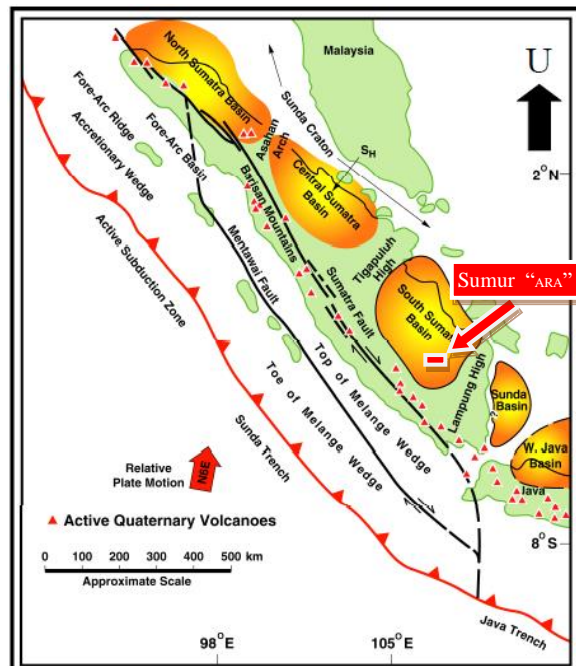 North Sumatra Basin
Malaysia
U
Fore-Arc Ridge
Accretionary Wedge
Fore-Arc Basin
Asahan
Arch
Sunda Craton
S_H
2°N
Central Sumatra
Basin
Barisan Mountains
Active Subduction Zone
Mentawai Fault
Tigapuluh
High
Sumatra Fault
South Sumatra
Basin
Sumur “ARA”
Lampung High
Sunda
Basin
?
Top of Melange Wedge
Toe of Melange Wedge
W. Java
Basin
Java
Relative
Plate Motion
N6E
Sunda Trench
Active Quaternary Volcanoes
0 100 200 300 400 500 km
Approximate Scale
8°S
Java Trench
98°E
105°E